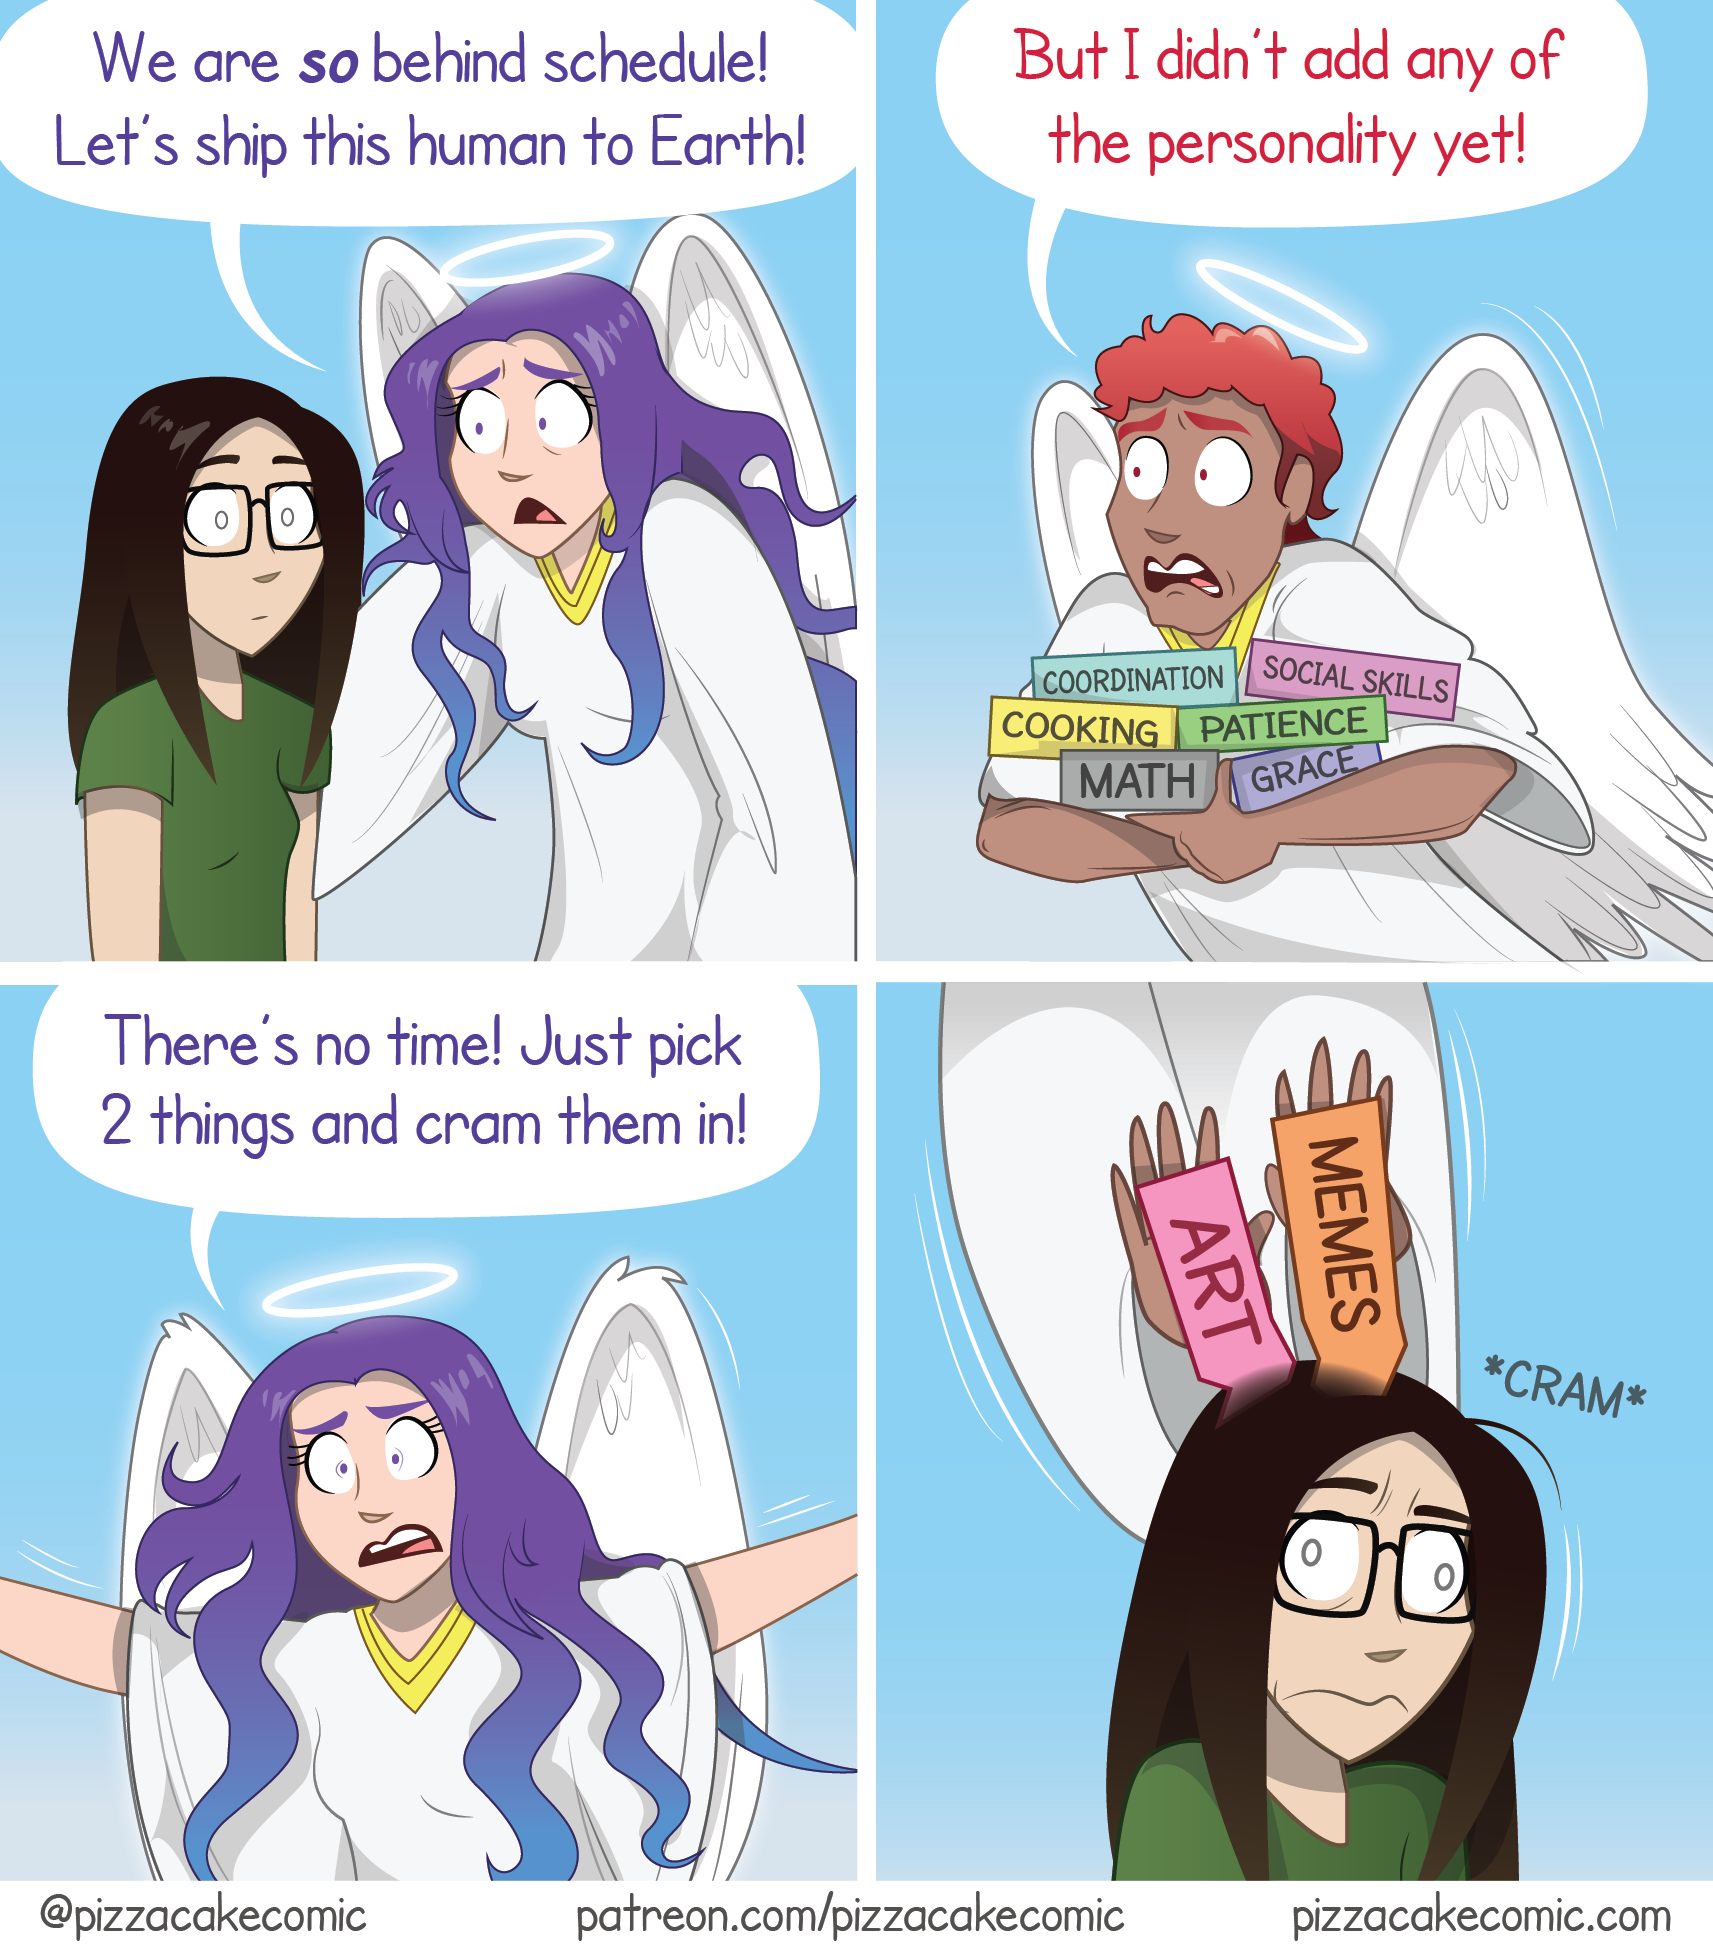 We are so behind schedule!
Let's ship this human to Earth!
But I didn't add any of
the personality yet!
COORDINATION
SOCIAL SKILLS
COOKING
PATIENCE
MATH
GRACE
There's no time! Just pick
2 things and cram them in!
ART
MEMES
*CRAM*
@pizzacakecomic
patreon.com/pizzacakecomic
pizzacakecomic.com